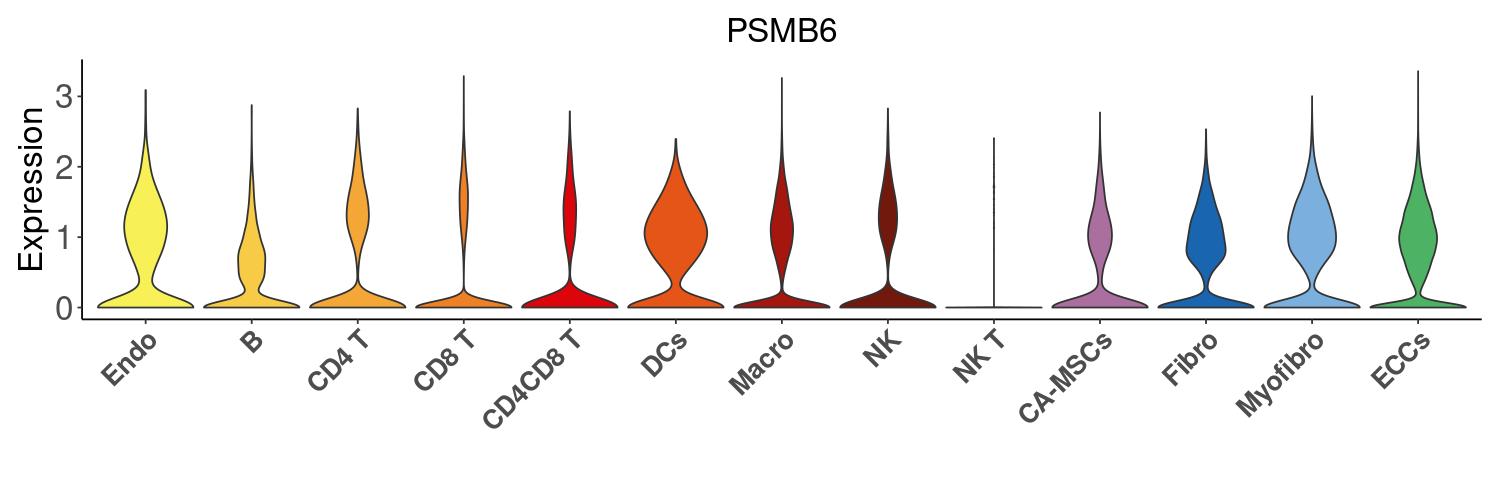 PSMB6
Expression
3
2
1
0
Endo
B
CD4 T
CD8 T
CD4CD8 T
DCs
Macro
NK
NK T
CA-MSCs
Fibro
Myofibro
ECCs